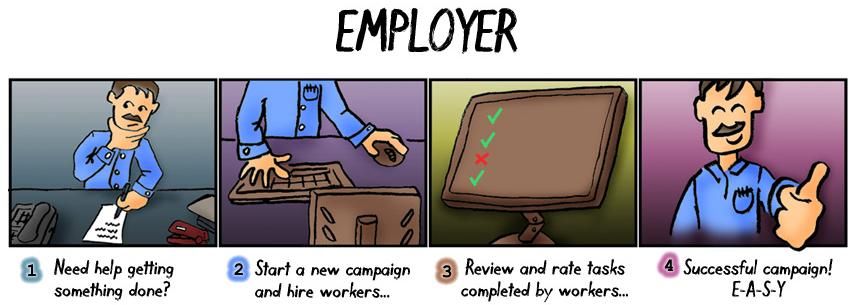 EMPLOYER
1 Need help getting
something done?
2 Start a new campaign
and hire workers...
3 Review and rate tasks
completed by workers...
4 Successful campaign!
E-A-S-Y